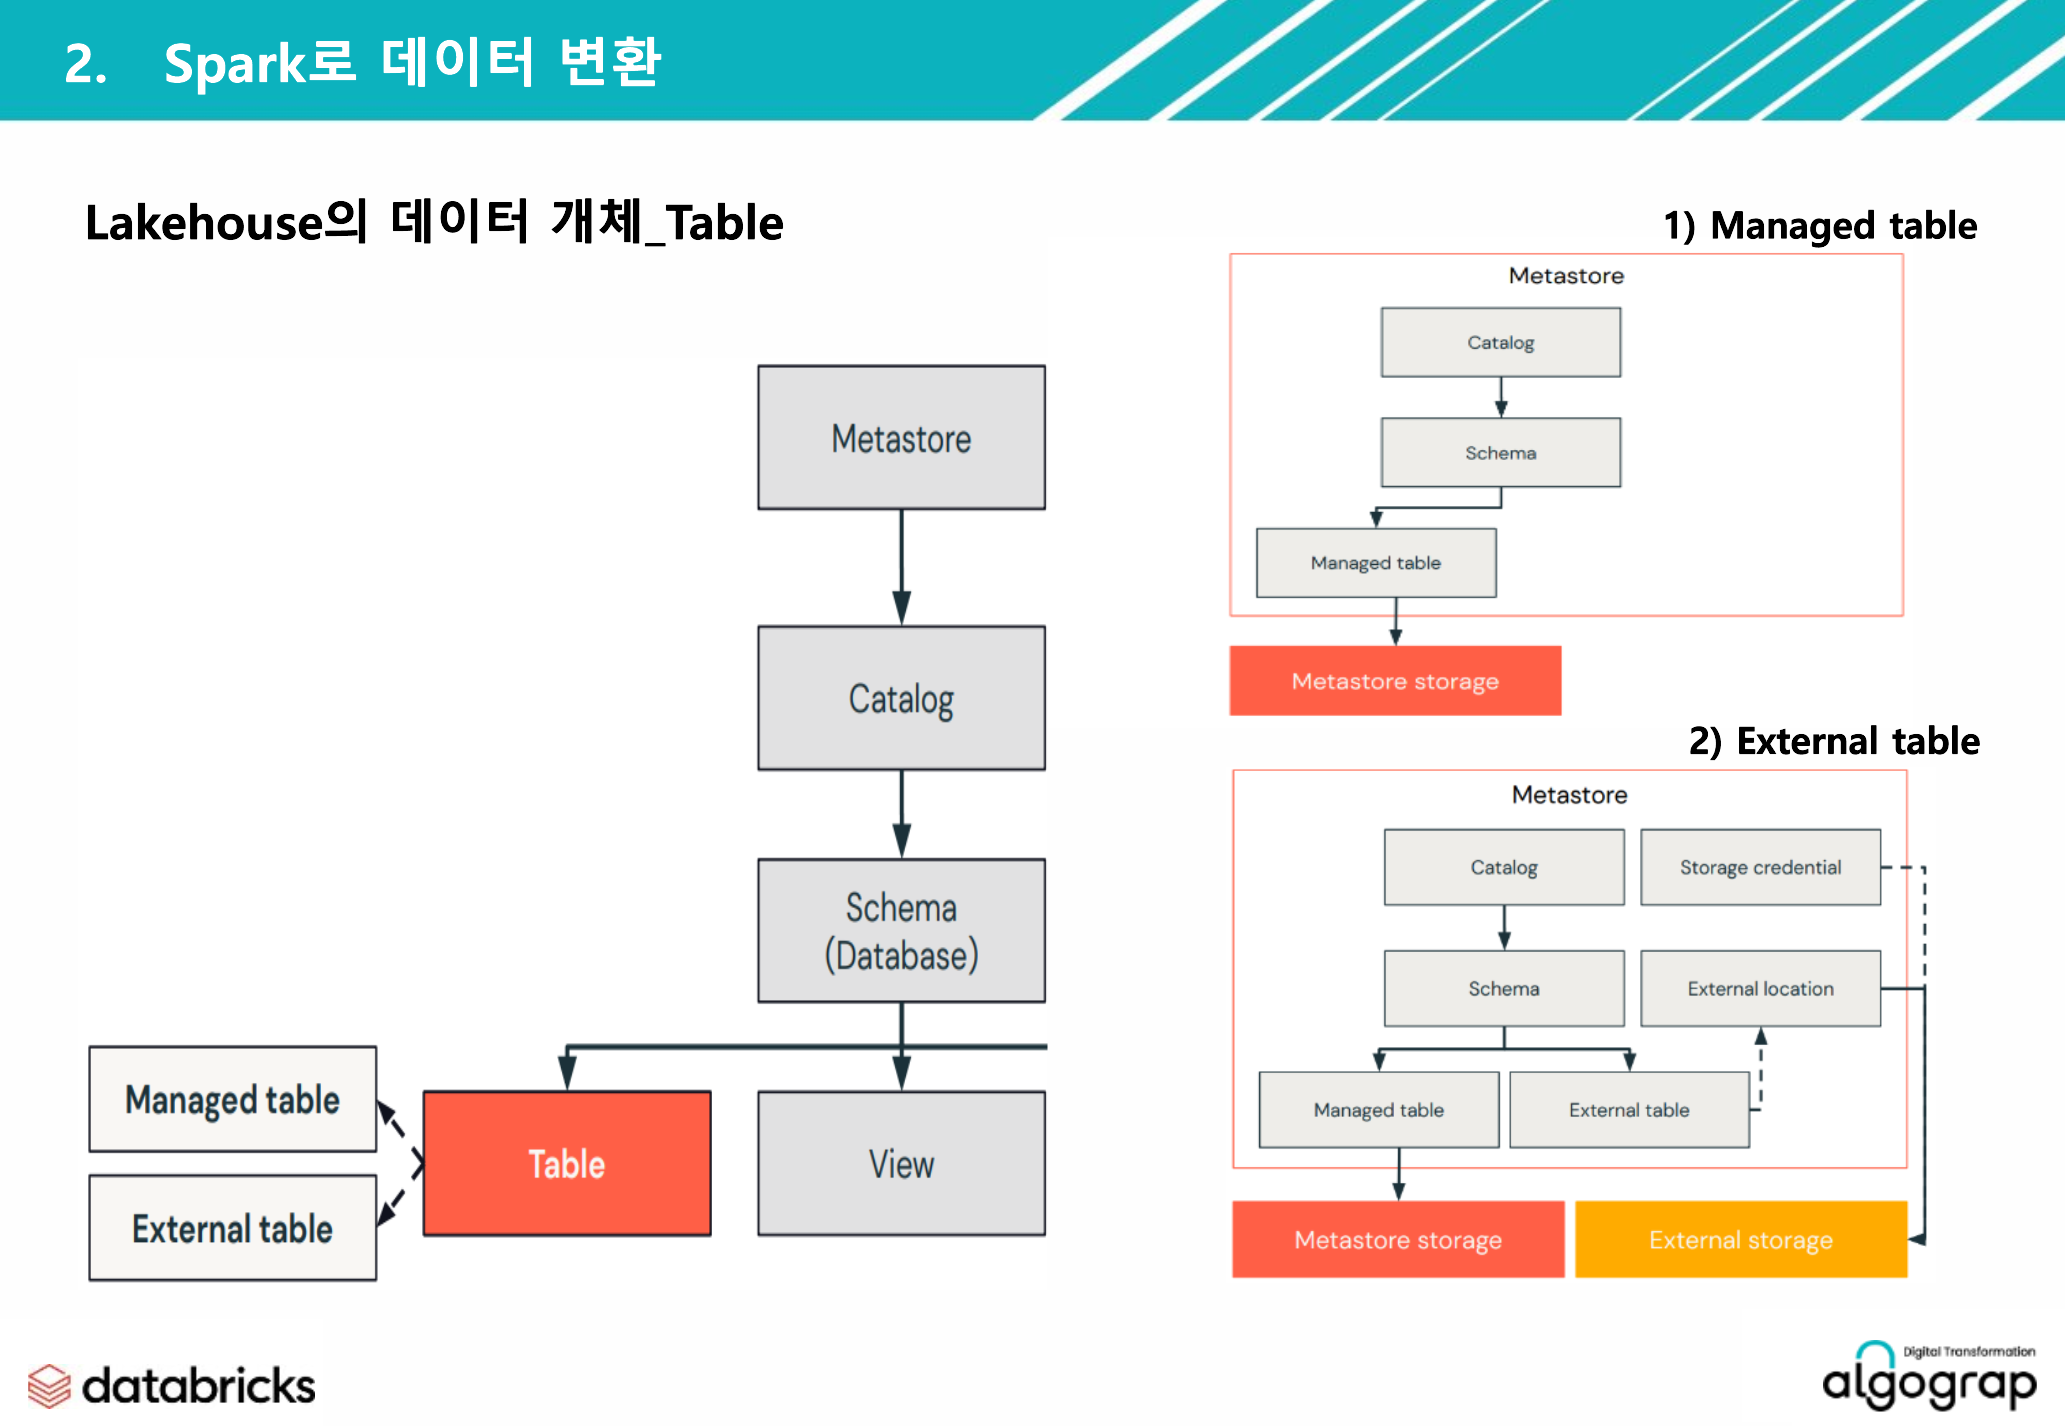 2. Spark로 데이터 변환
Lakehouse의 데이터 개체_Table
Metastore
Catalog
Schema
(Database)
Managed table
External table
Table
View
1) Managed table
Metastore
Catalog
Schema
Managed table
Metastore storage
2) External table
Metastore
Catalog
Storage credential
Schema
External location
Managed table
External table
Metastore storage
External storage
databricks
Digital Transformation
algograp